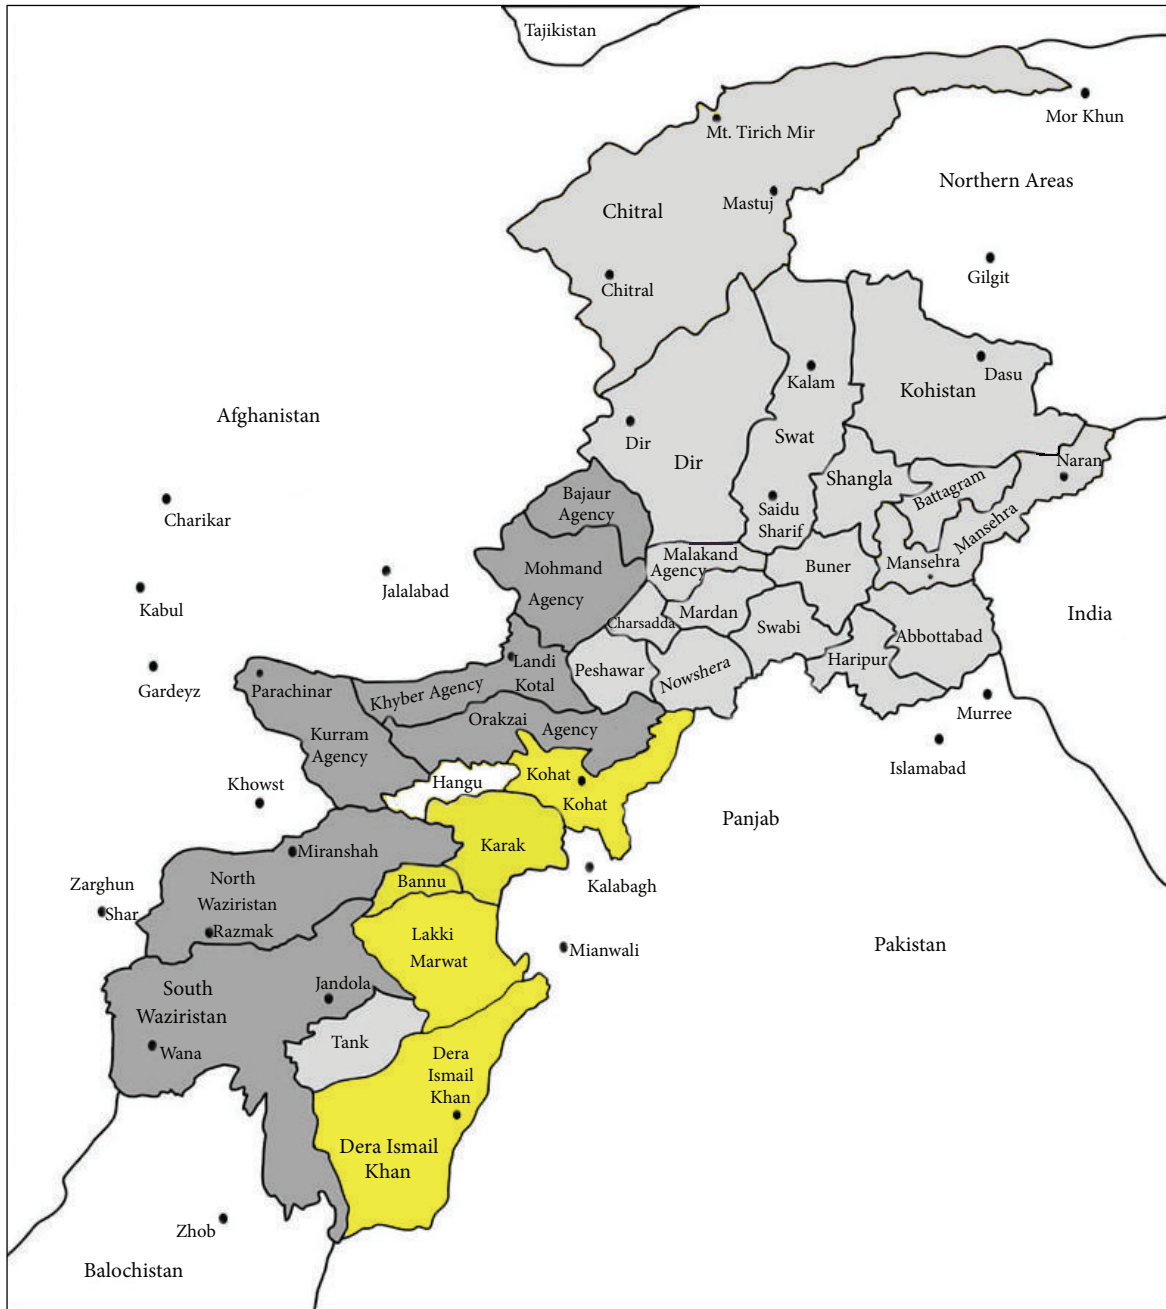 Tajikistan
Mor Khun
Mt. Tirich Mir
Northern Areas
Mastuj
Chitral
Gilgit
Chitral
Dasu
Kalam
Kohistan
Afghanistan
Dir
Swat
Dir
Naran
Shangla
Battagram
Bajaur
Agency
Saidu
Sharif
Mansehra
Charikar
Malakand
Agency
Buner
Mansehra
Mohmand
Agency
Jalalabad
Kabul
Mardan
India
Charsadda
Swabi
Abbottabad
Landi
Kotal
Peshawar
Nowshera
Haripur
Gardeyz
Parachinar
Khyber Agency
Murree
Orakzai
Agency
Kurram
Agency
Islamabad
Hangu
Kohat
Khowst
Kohat
Panjab
Karak
Miranshah
North
Waziristan
Bannu
Kalabagh
Zarghun
Shar
Razmak
Lakki
Marwat
Mianwali
Pakistan
South
Waziristan
Jandola
Wana
Tank
Dera
Ismail
Khan
Dera Ismail
Khan
Zhob
Balochistan